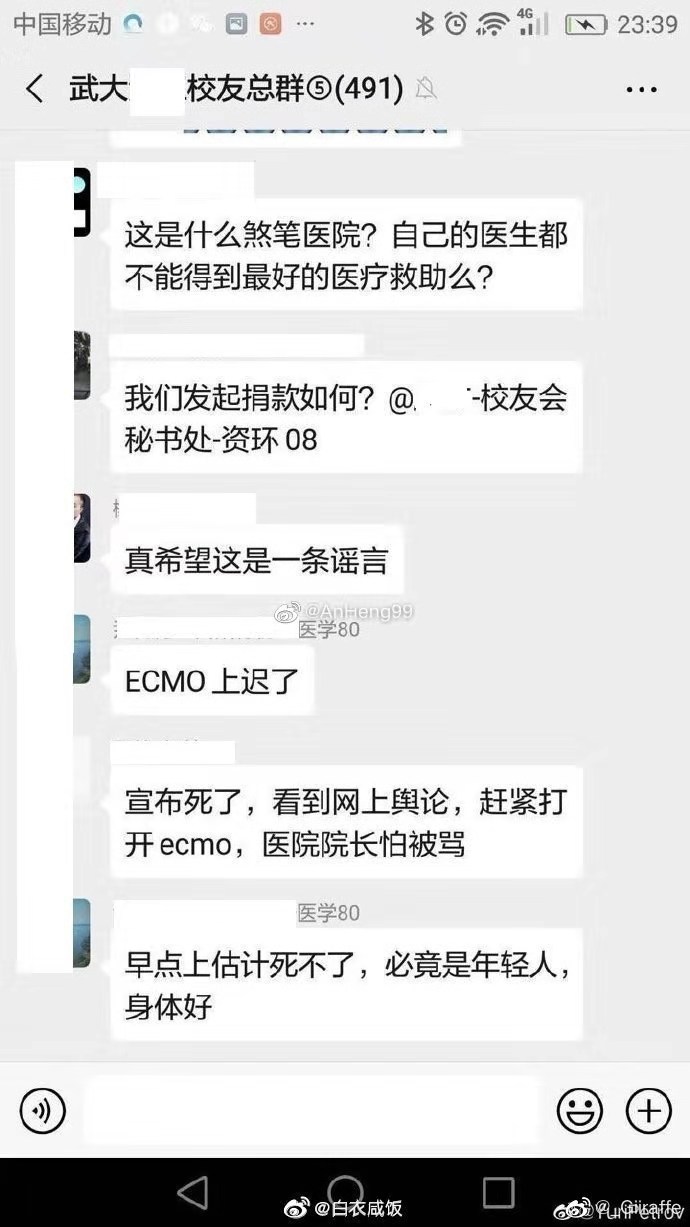 中国移动
4G
23:39
武大
校友总群⑤(491)
这是什么煞笔医院？自己的医生都
不能得到最好的医疗救助么？
我们发起捐款如何？@
-校友会
秘书处-资环 08
真希望这是一条谣言
@AnHeng99
医学80
ECMO 上迟了
宣布死了，看到网上舆论，赶紧打
开 ecmo，医院院长怕被骂
医学80
早点上估计死不了，必竟是年轻人，
身体好
@白衣咸饭